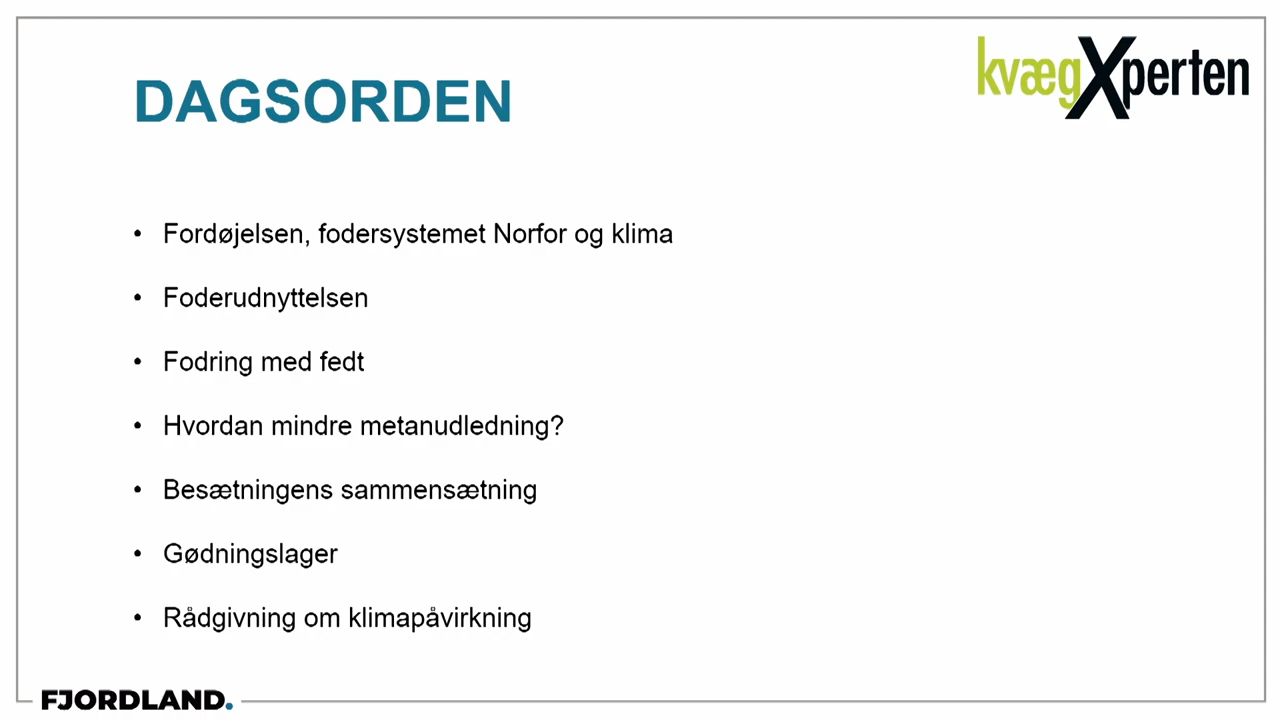 kvægXperten
DAGSORDEN
• Fordøjelsen, fodersystemet Norfor og klima
• Foderudnyttelsen
• Fodring med fedt
• Hvordan mindre metanudledning?
• Besætningens sammensætning
• Gødningslager
• Rådgivning om klimapåvirkning
FJORDLAND.